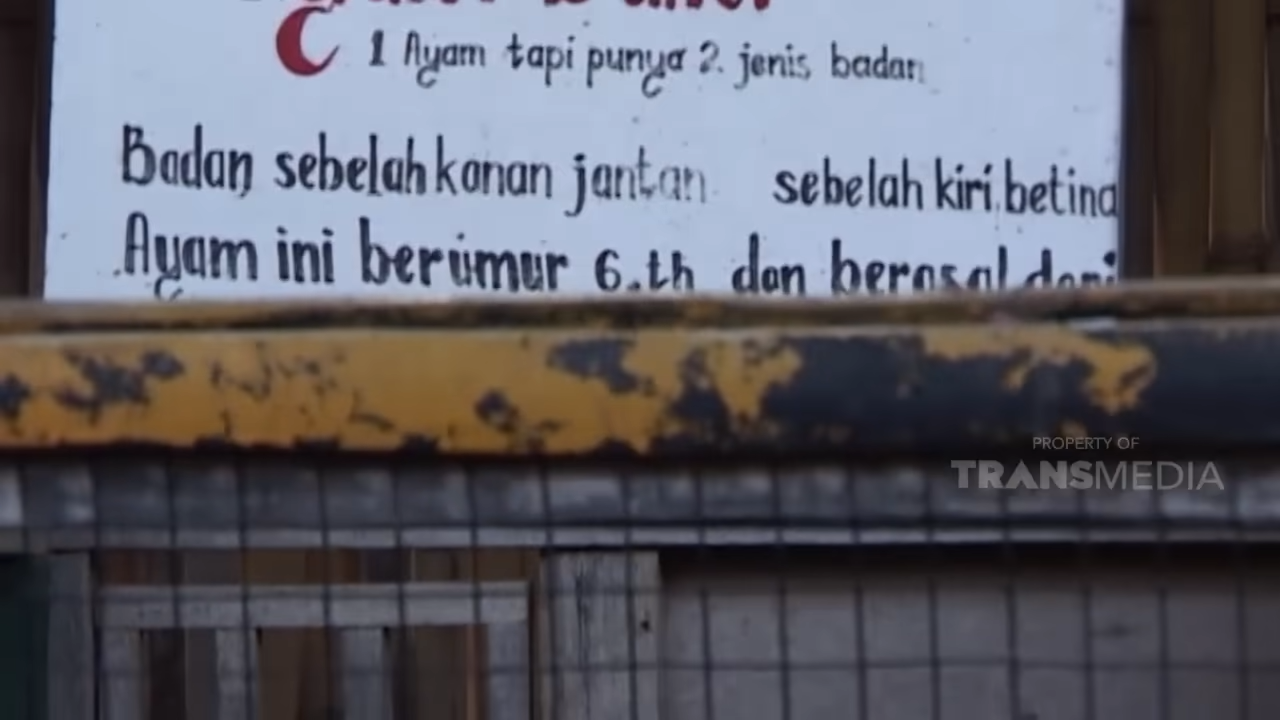 1 Ayam tapi punya 2. jenis badan
Badan sebelah kanan jantan sebelah kiri betina
Ayam ini berumur 6.th dan berasal dari
PROPERTY OF
TRANSMEDIA